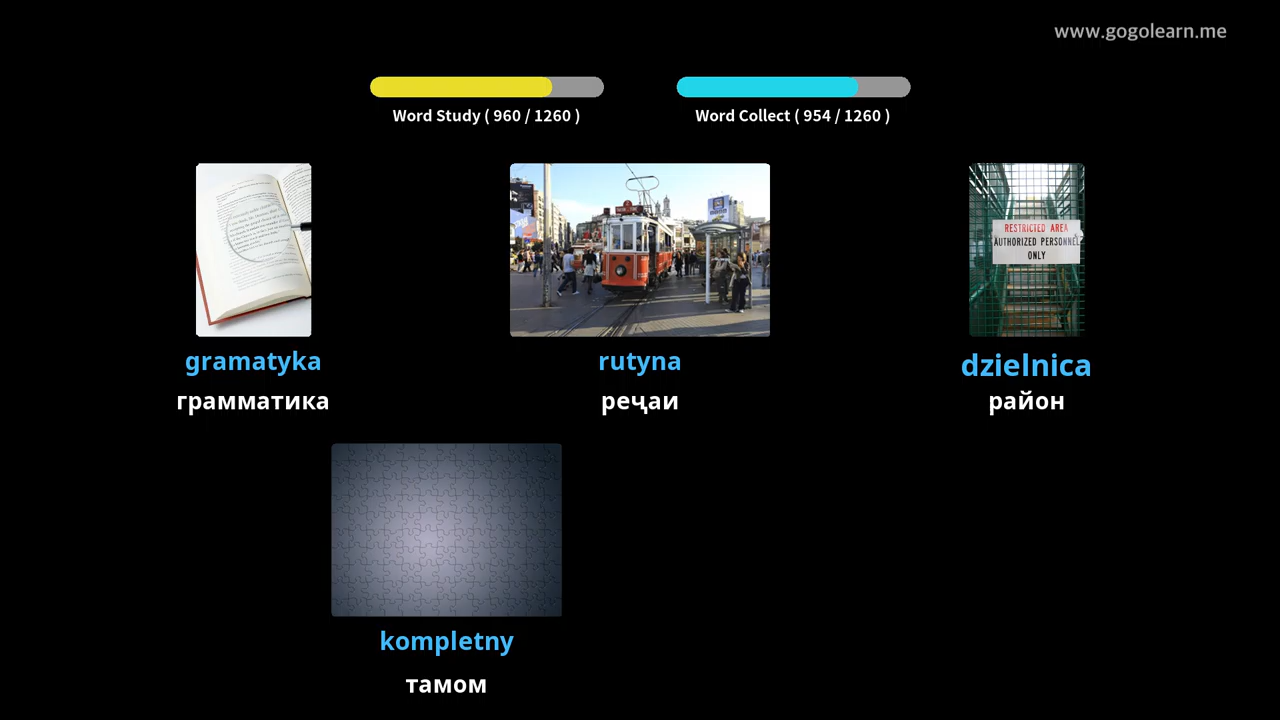 www.gogolearn.me
Word Study ( 960 / 1260 )
Word Collect ( 954 / 1260 )
RESTRICTED AREA
AUTHORIZED PERSONNEL
ONLY
gramatyka
rutyna
dzielnica
грамматика
реҷаи
район
kompletny
тамом